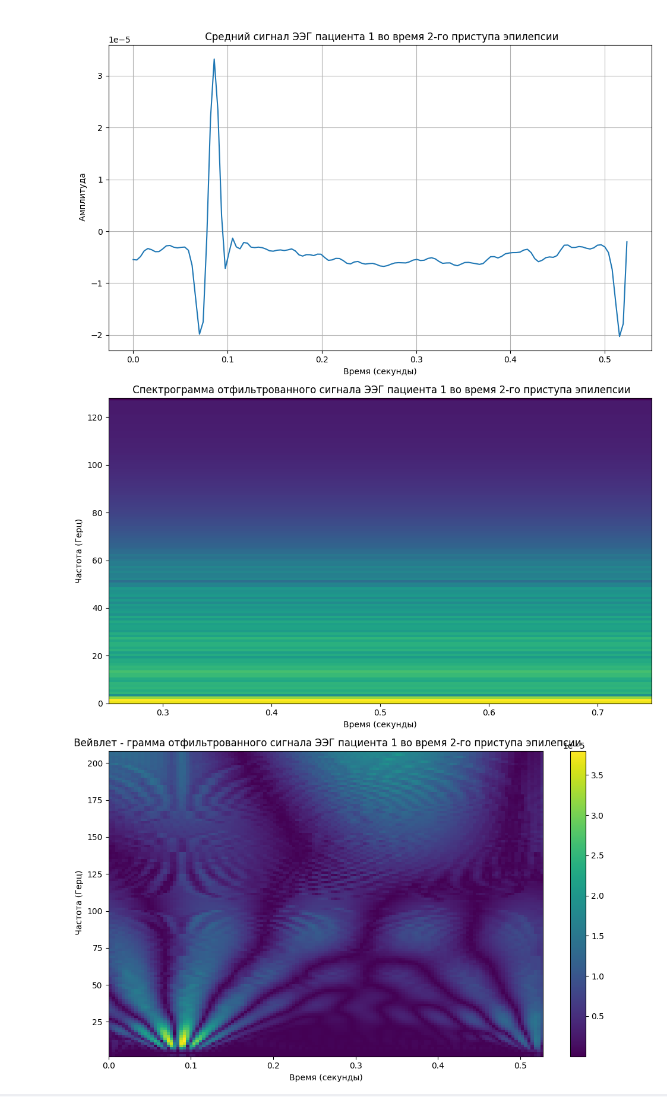 Средний сигнал ЭЭГ пациента 1 во время 2-го приступа эпилепсии
1e−5
3
2
1
0
−1
−2
Амплитуда
0.0 0.1 0.2 0.3 0.4 0.5
Время (секунды)
Спектрограмма отфильтрованного сигнала ЭЭГ пациента 1 во время 2-го приступа эпилепсии
120
100
80
60
40
20
0
Частота (Герц)
0.3 0.4 0.5 0.6 0.7
Время (секунды)
Вейвлет - грамма отфильтрованного сигнала ЭЭГ пациента 1 во время 2-го приступа эпилепсии
200
175
150
125
100
75
50
25
Частота (Герц)
0.0 0.1 0.2 0.3 0.4 0.5
Время (секунды)
3.5
3.0
2.5
2.0
1.5
1.0
0.5